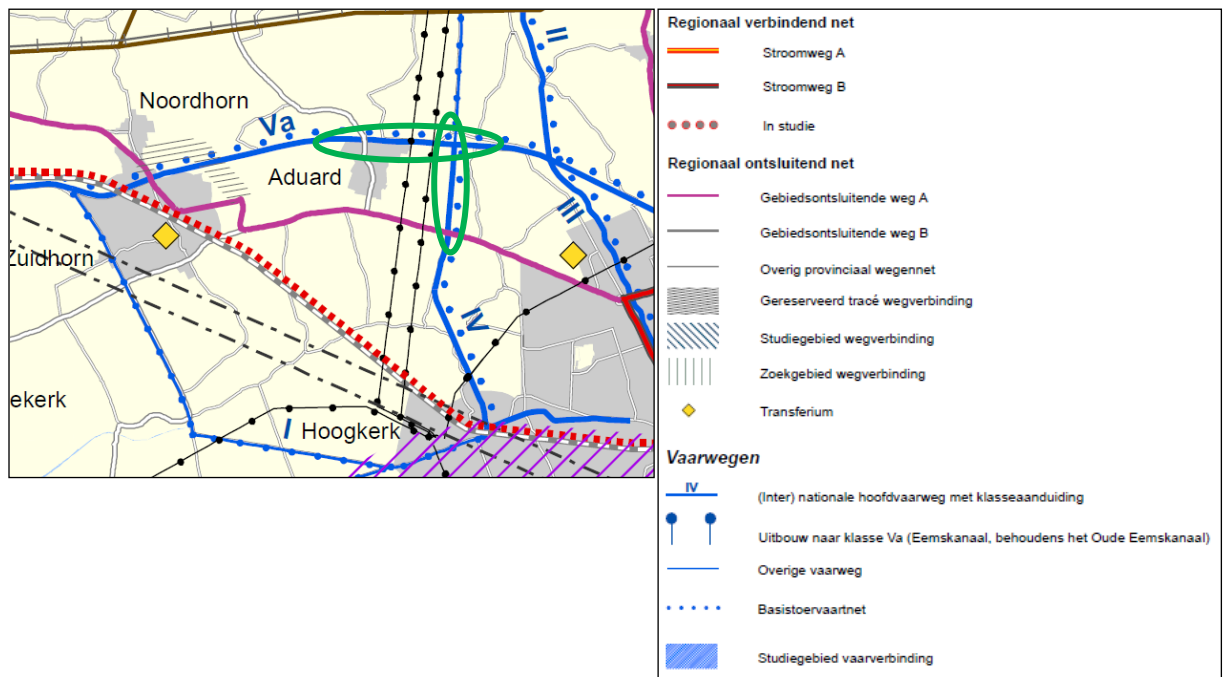 Noordhorn
Va
II
Aduard
III
Zuidhorn
IV
ekerk
I
Hoogkerk
Regionaal verbindend net
Stroomweg A
Stroomweg B
In studie
Regionaal ontsluitend net
Gebiedsontsluitende weg A
Gebiedsontsluitende weg B
Overig provinciaal wegennet
Gereserveerd tracé wegverbinding
Studiegebied wegverbinding
Zoekgebied wegverbinding
Transferium
Vaarwegen
IV
(Inter) nationale hoofdvaarweg met klasseaanduiding
Uitbouw naar klasse Va (Eemskanaal, behoudens het Oude Eemskanaal)
Overige vaarweg
Basistoervaartnet
Studiegebied vaarverbinding